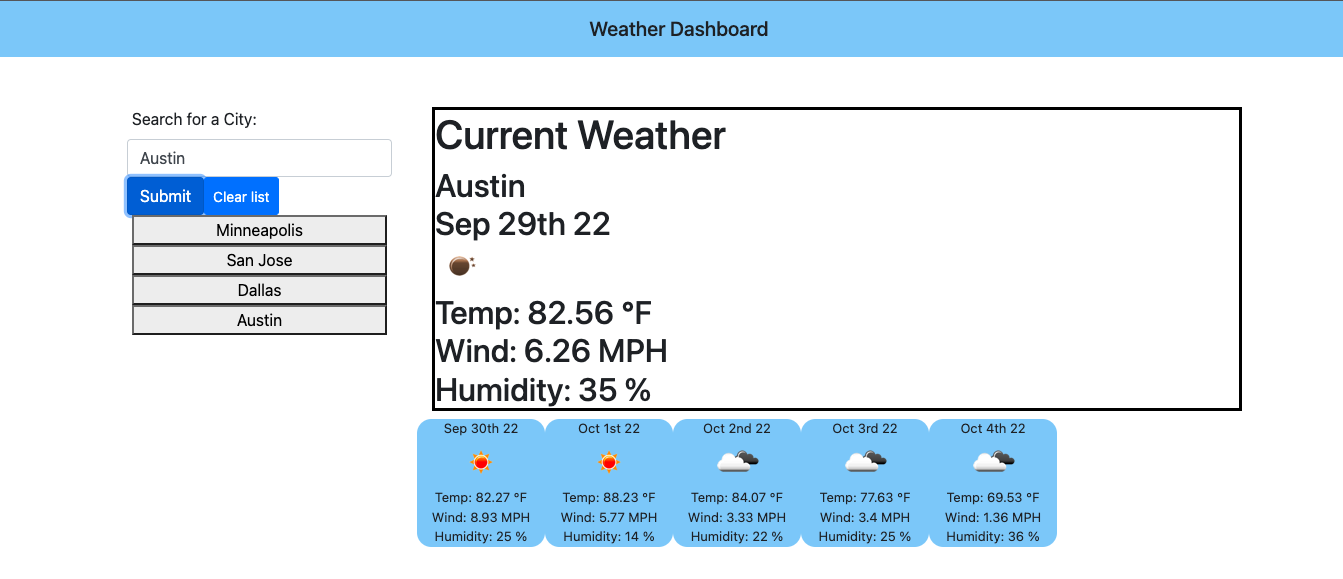 Weather Dashboard
Search for a City:
Austin
Submit
Clear list
Minneapolis
San Jose
Dallas
Austin
Current Weather
Austin
Sep 29th 22
Temp: 82.56 °F
Wind: 6.26 MPH
Humidity: 35 %
Sep 30th 22
Temp: 82.27 °F
Wind: 8.93 MPH
Humidity: 25 %
Oct 1st 22
Temp: 88.23 °F
Wind: 5.77 MPH
Humidity: 14 %
Oct 2nd 22
Temp: 84.07 °F
Wind: 3.33 MPH
Humidity: 22 %
Oct 3rd 22
Temp: 77.63 °F
Wind: 3.4 MPH
Humidity: 25 %
Oct 4th 22
Temp: 69.53 °F
Wind: 1.36 MPH
Humidity: 36 %